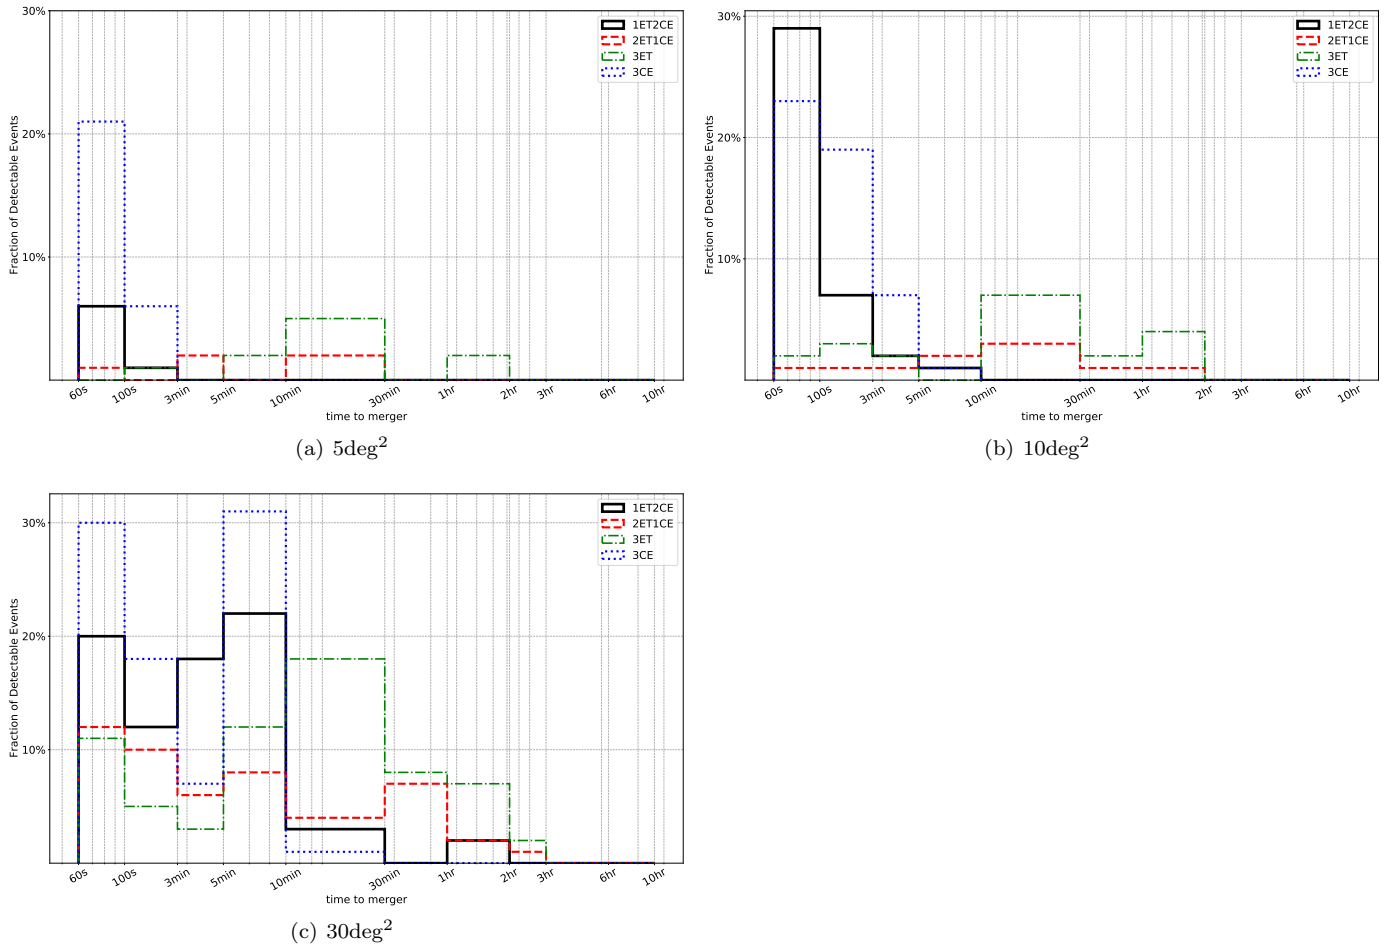 30%
20%
10%
Fraction of Detectable Events
1ET2CE
2ET1CE
3ET
3CE
60s 100s 3min 5min 10min 30min 1hr 2hr 3hr 6hr 10hr
time to merger
(a) 5deg²
30%
20%
10%
Fraction of Detectable Events
1ET2CE
2ET1CE
3ET
3CE
60s 100s 3min 5min 10min 30min 1hr 2hr 3hr 6hr 10hr
time to merger
(b) 10deg²
30%
20%
10%
Fraction of Detectable Events
1ET2CE
2ET1CE
3ET
3CE
60s 100s 3min 5min 10min 30min 1hr 2hr 3hr 6hr 10hr
time to merger
(c) 30deg²